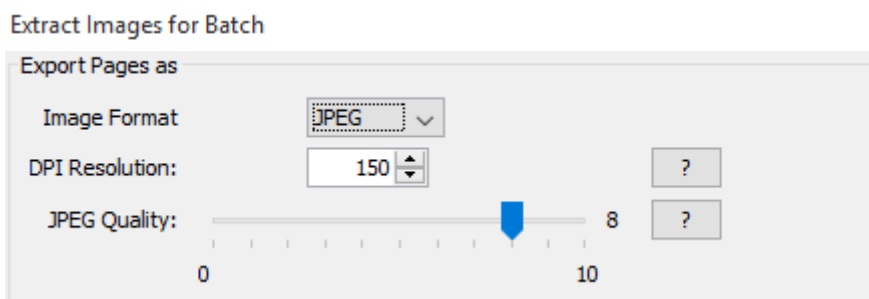 Extract Images for Batch
Export Pages as
Image Format JPEG
DPI Resolution: 150 ?
JPEG Quality: 8 ?
0 10